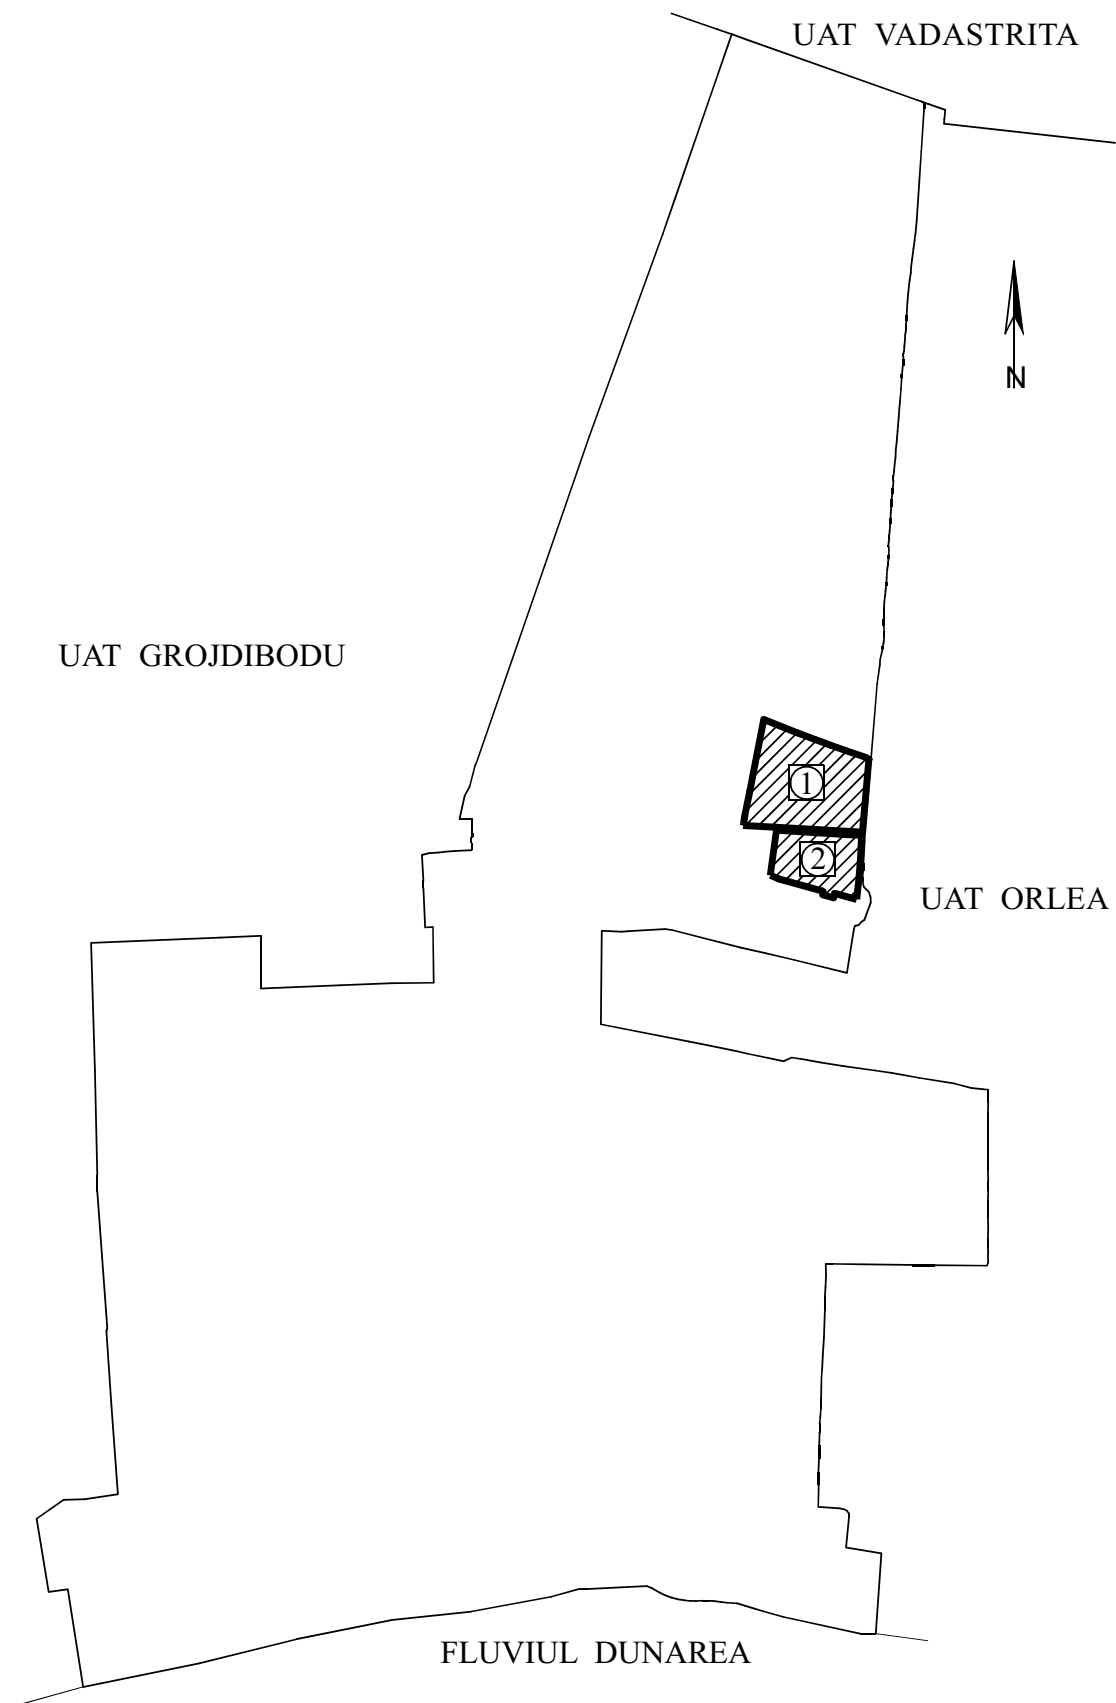 UAT VADASTRITA
N
UAT GROJDIBODU
1
2
UAT ORLEA
FLUVIUL DUNAREA